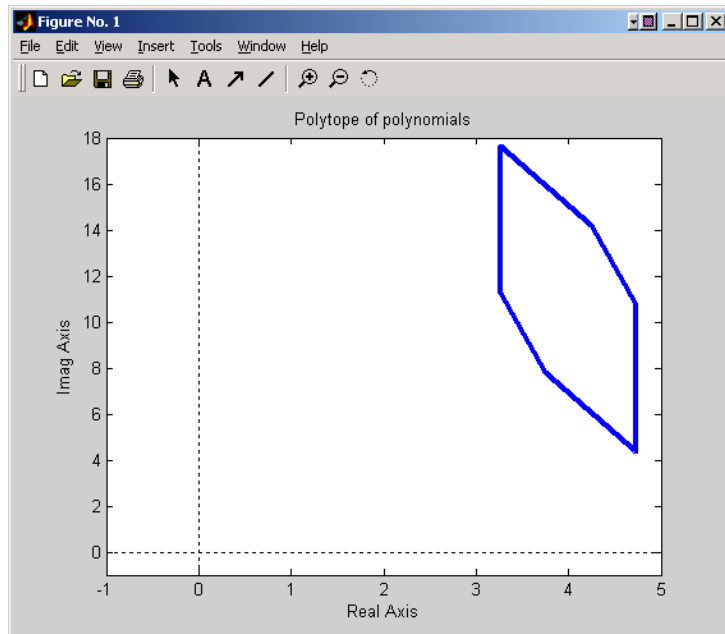 Figure No. 1
File Edit View Insert Tools Window Help
A
Polytope of polynomials
18
16
14
12
10
8
6
4
2
0
Imag Axis
-1 0 1 2 3 4 5
Real Axis